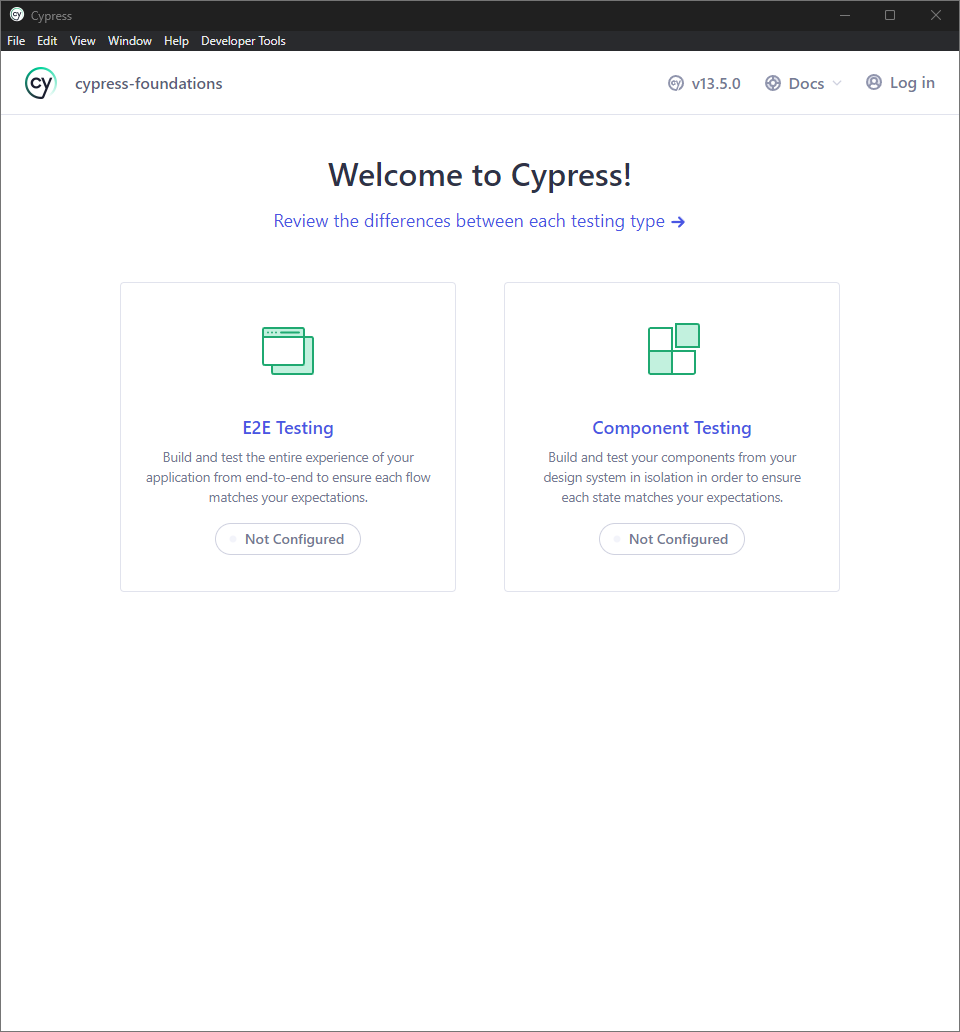 Cypress
File Edit View Window Help Developer Tools
cy cypress-foundations cy v13.5.0 Docs Log in
Welcome to Cypress!
Review the differences between each testing type →
E2E Testing
Build and test the entire experience of your
application from end-to-end to ensure each flow
matches your expectations.
Not Configured
Component Testing
Build and test your components from your
design system in isolation in order to ensure
each state matches your expectations.
Not Configured